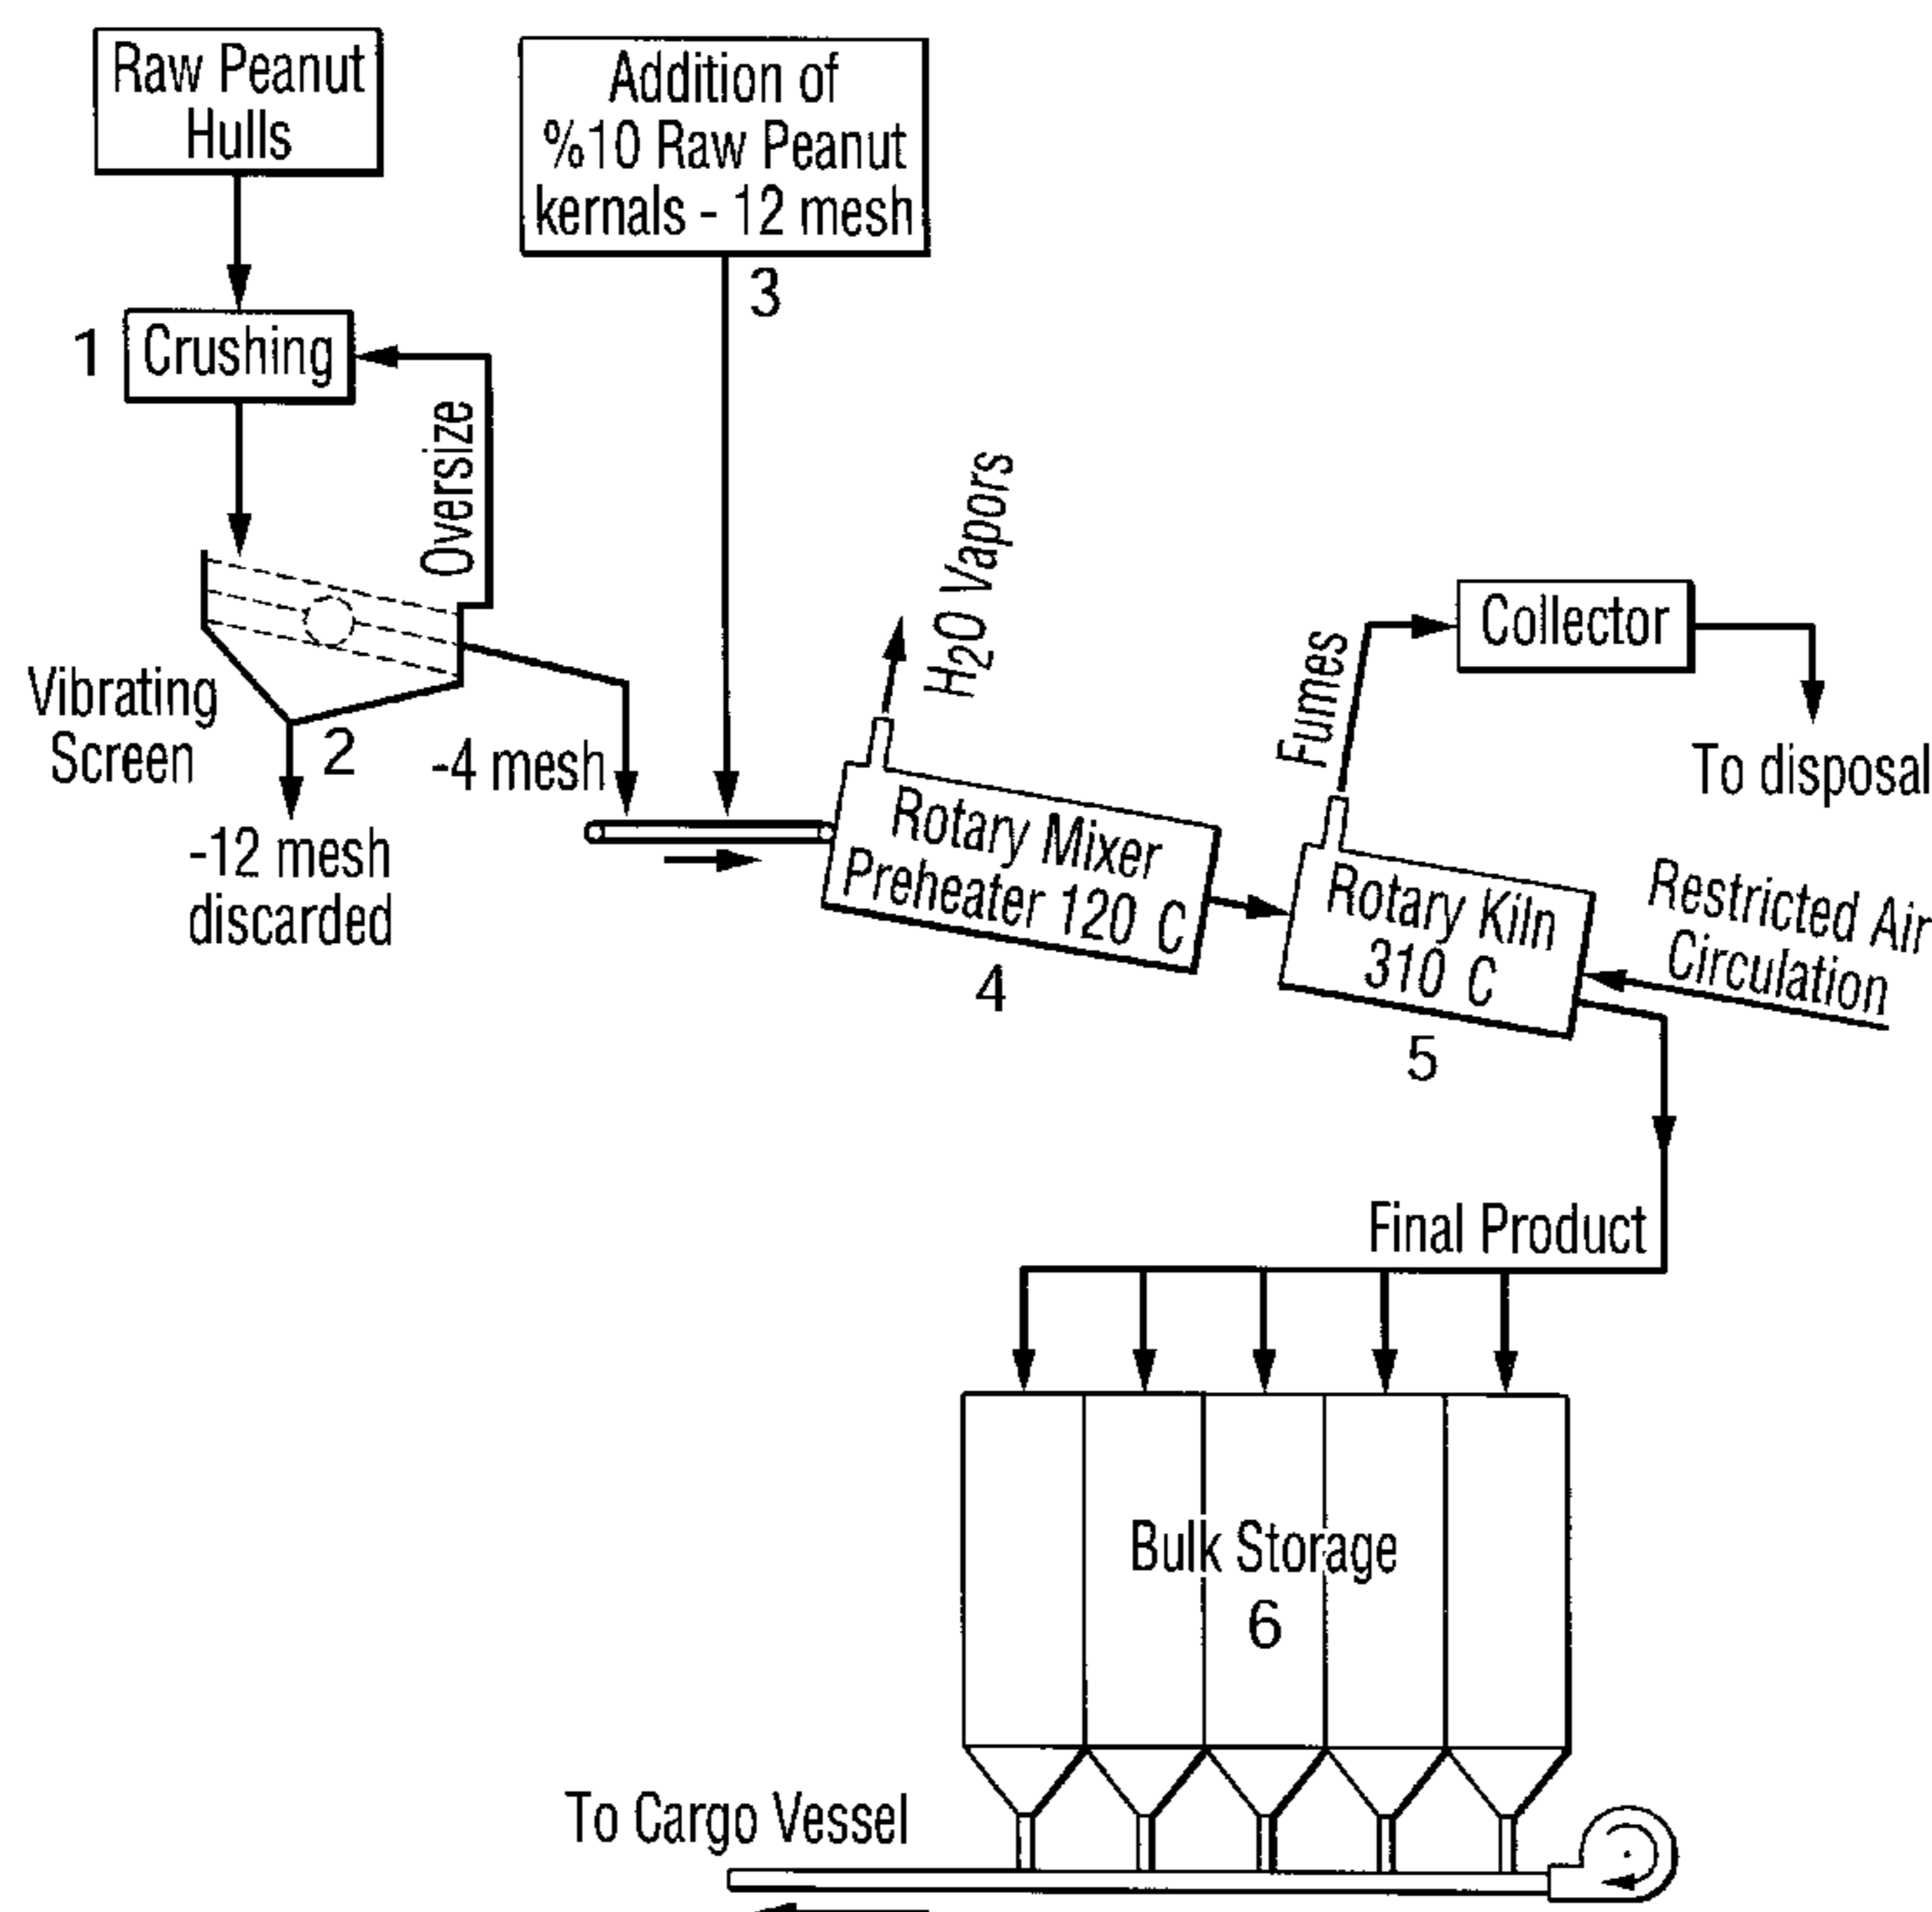 Raw Peanut
Hulls
Addition of
%10 Raw Peanut
kernals - 12 mesh
3
1
Crushing
Oversize
Vibrating
Screen
2
-12 mesh
discarded
-4 mesh
H2O Vapors
Rotary Mixer
Preheater 120 C
4
Fumes
Collector
To disposal
Rotary Kiln
310 C
5
Restricted Air
Circulation
Final Product
Bulk Storage
6
To Cargo Vessel